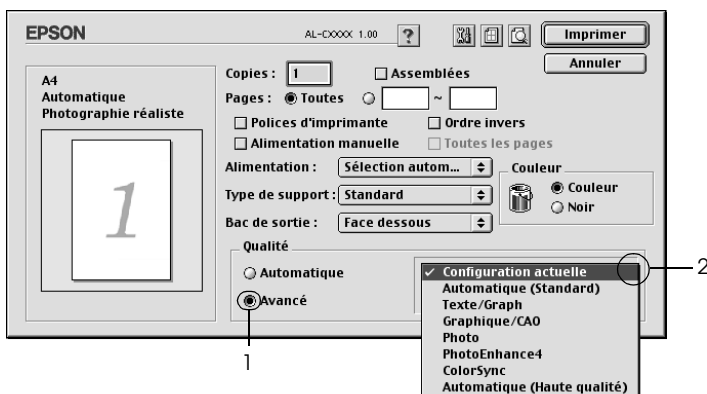 EPSON
AL-CXXXX 1.00
?
Imprimer
Annuler
A4
Automatique
Photographie réaliste
1
Copies : 1
Assemblées
Pages : Toutes ~
Polices d'imprimante
Ordre invers
Alimentation manuelle
Toutes les pages
Alimentation : Sélection autom...
Type de support : Standard
Bac de sortie : Face dessous
Couleur
Couleur
Noir
Qualité
Automatique
Avancé
✓ Configuration actuelle
Automatique (Standard)
Texte/Graph
Graphique/CAO
Photo
PhotoEnhance4
ColorSync
Automatique (Haute qualité)
1
2